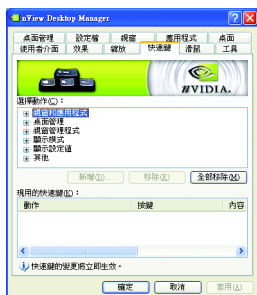 nView Desktop Manager
桌面管理 設定檔 視窗 應用程式 桌面
使用者介面 效果 縮放 快速鍵 滑鼠 工具
nVIDIA.
選擇動作(C)：
視窗和應用程式
桌面管理
視窗管理程式
顯示模式
顯示設定值
其他
新增(D)... 移除(R) 全部移除(M)
現用的快速鍵(E)：
動作 按鍵 內容
快速鍵的變更將立即生效。
確定 取消 套用(A)